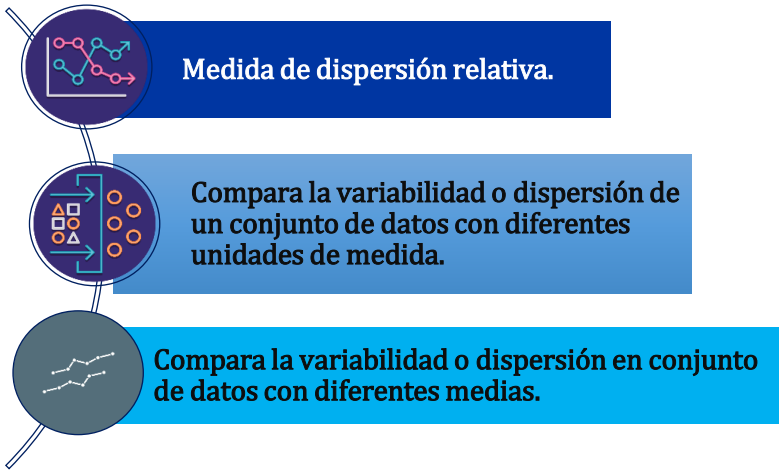 Medida de dispersión relativa.
Compara la variabilidad o dispersión de
un conjunto de datos con diferentes
unidades de medida.
Compara la variabilidad o dispersión en conjunto
de datos con diferentes medias.